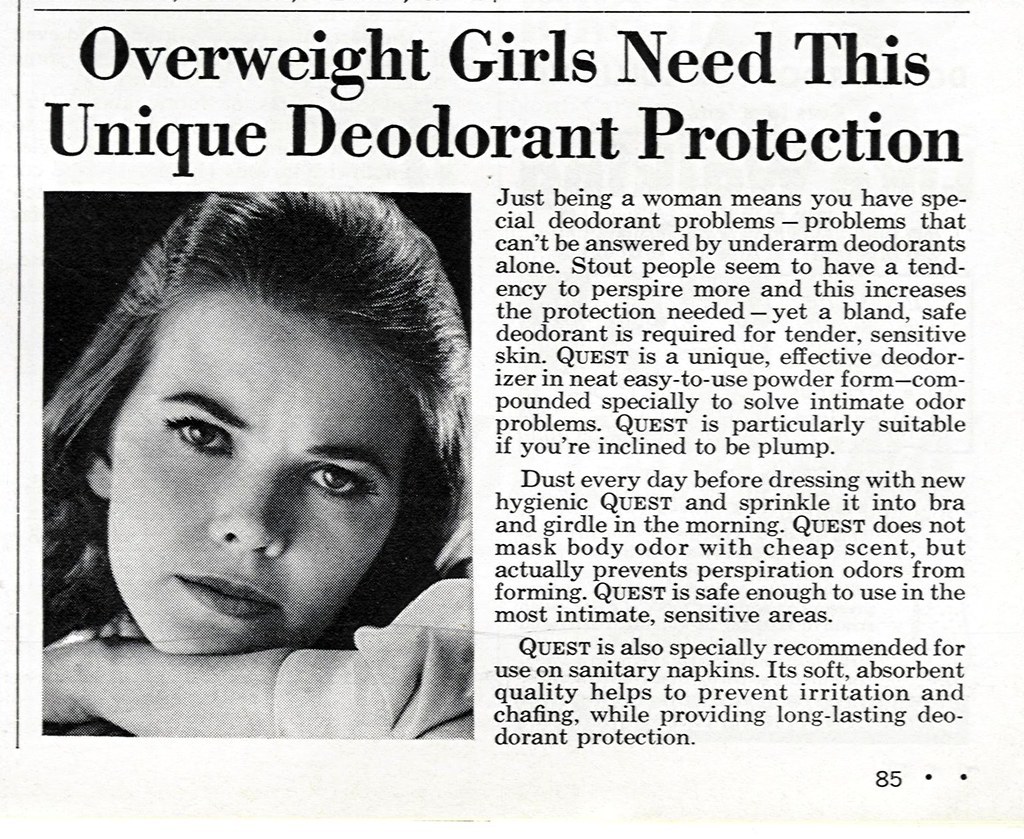 Overweight Girls Need This
Unique Deodorant Protection
Just being a woman means you have spe-
cial deodorant problems — problems that
can't be answered by underarm deodorants
alone. Stout people seem to have a tend-
ency to perspire more and this increases
the protection needed — yet a bland, safe
deodorant is required for tender, sensitive
skin. QUEST is a unique, effective deodor-
izer in neat easy-to-use powder form—com-
pounded specially to solve intimate odor
problems. QUEST is particularly suitable
if you're inclined to be plump.
Dust every day before dressing with new
hygienic QUEST and sprinkle it into bra
and girdle in the morning. QUEST does not
mask body odor with cheap scent, but
actually prevents perspiration odors from
forming. QUEST is safe enough to use in the
most intimate, sensitive areas.
QUEST is also specially recommended for
use on sanitary napkins. Its soft, absorbent
quality helps to prevent irritation and
chafing, while providing long-lasting deo-
dorant protection.
85 • •